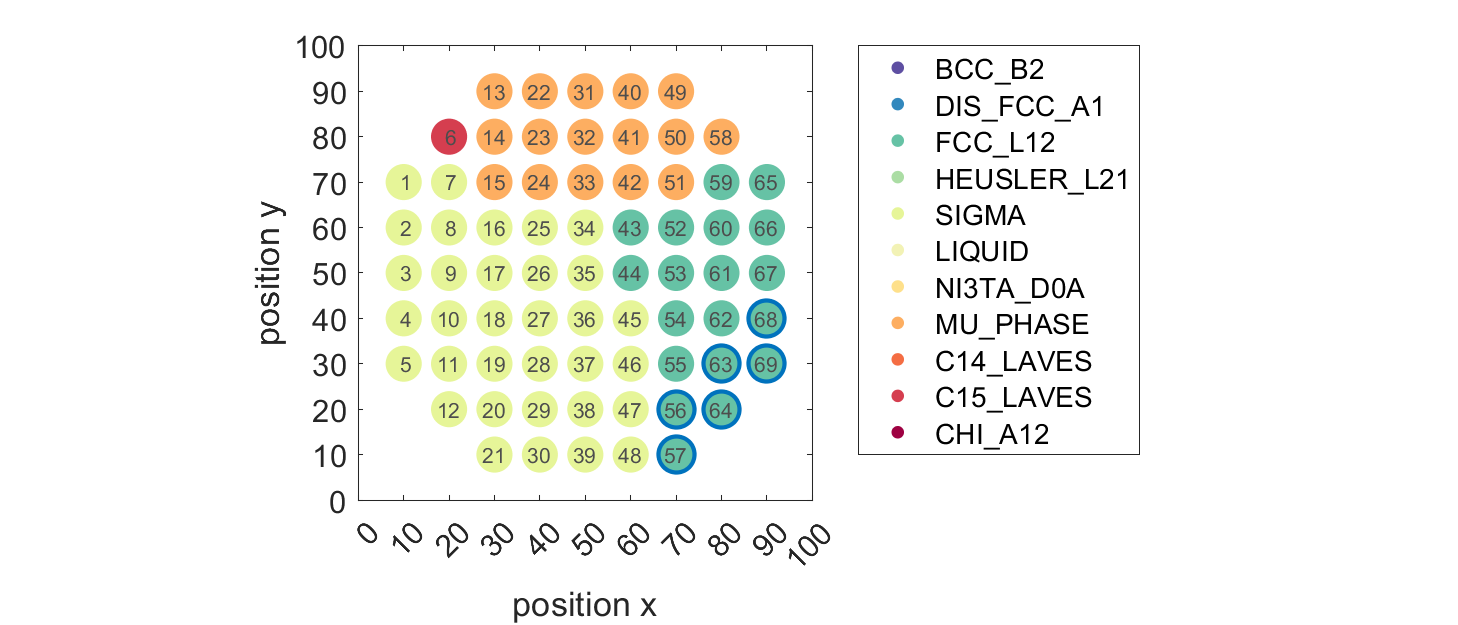 100
90 13 22 31 40 49
80 6 14 23 32 41 50 58
70 1 7 15 24 33 42 51 59 65
60 2 8 16 25 34 43 52 60 66
50 3 9 17 26 35 44 53 61 67
40 4 10 18 27 36 45 54 62 68
30 5 11 19 28 37 46 55 63 69
20 12 20 29 38 47 56 64
10 21 30 39 48 57
0
position y
0 10 20 30 40 50 60 70 80 90 100
position x
BCC_B2
DIS_FCC_A1
FCC_L12
HEUSLER_L21
SIGMA
LIQUID
NI3TA_D0A
MU_PHASE
C14_LAVES
C15_LAVES
CHI_A12